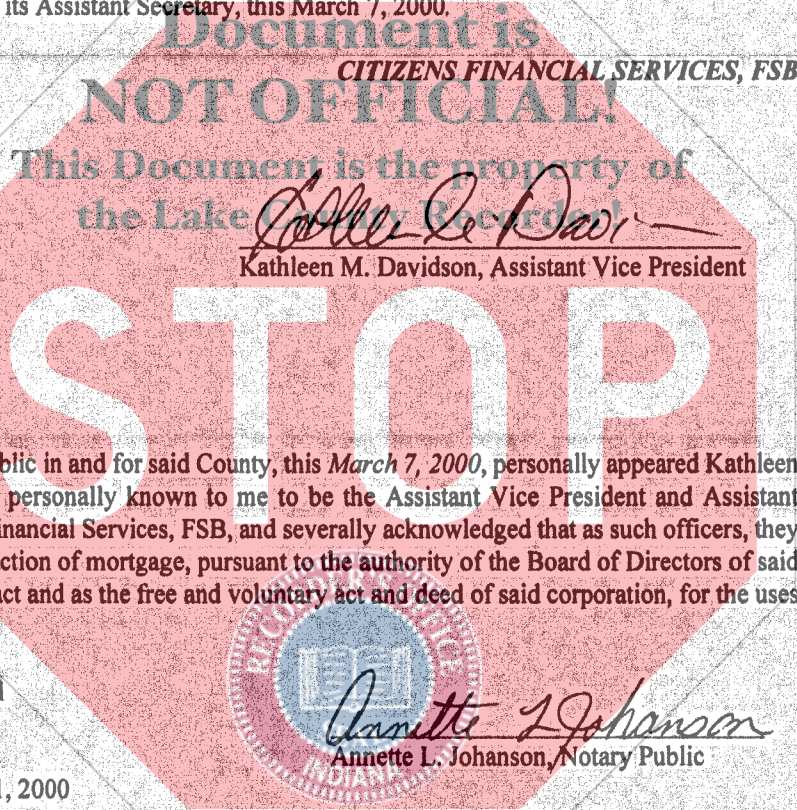 its Assistant Secretary, this March 7, 2000.
Document is
CITIZENS FINANCIAL SERVICES, FSB
NOT OFFICIAL!
This Document is the property of
the Lake County Recorder!
Kathleen M. Davidson, Assistant Vice President
STOP
blic in and for said County, this March 7, 2000, personally appeared Kathleen
personally known to me to be the Assistant Vice President and Assistant
inancial Services, FSB, and severally acknowledged that as such officers, they
ction of mortgage, pursuant to the authority of the Board of Directors of said
act and as the free and voluntary act and deed of said corporation, for the uses
RECORDER'S OFFICE
INDIANA
Annette L Johanson
Annette L. Johanson, Notary Public
, 2000